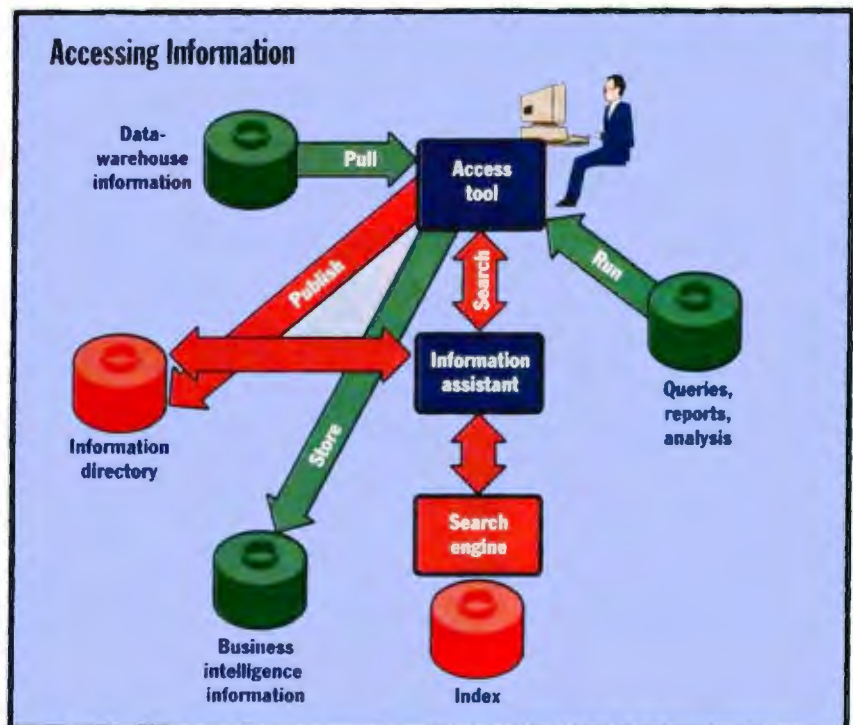 Accessing Information
Data-
warehouse
information
Pull
Access
tool
Publish
Search
Run
Information
assistant
Queries,
reports,
analysis
Information
directory
Store
Search
engine
Business
intelligence
information
Index